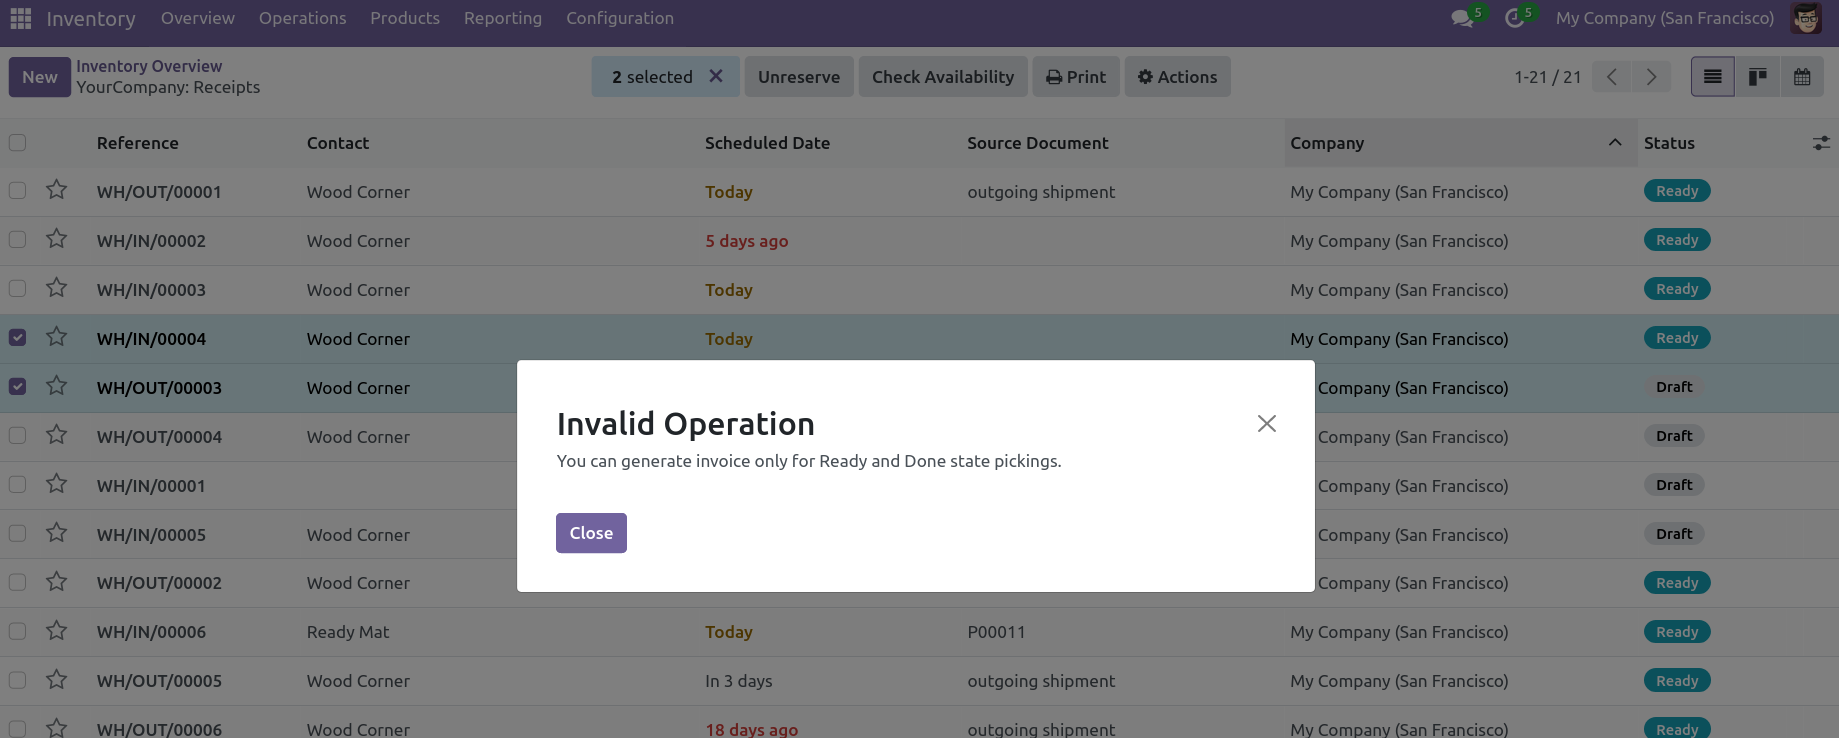 Inventory Overview Operations Products Reporting Configuration 5 5 My Company (San Francisco)
New Inventory Overview
YourCompany: Receipts
2 selected Unreserve Check Availability Print Actions 1-21 / 21
Reference Contact Scheduled Date Source Document Company Status
WH/OUT/00001 Wood Corner Today outgoing shipment My Company (San Francisco) Ready
WH/IN/00002 Wood Corner 5 days ago My Company (San Francisco) Ready
WH/IN/00003 Wood Corner Today My Company (San Francisco) Ready
WH/IN/00004 Wood Corner Today My Company (San Francisco) Ready
WH/OUT/00003 Wood Corner Company (San Francisco) Draft
Invalid Operation
You can generate invoice only for Ready and Done state pickings.
Close
WH/OUT/00004 Wood Corner Company (San Francisco) Draft
WH/IN/00001 Company (San Francisco) Draft
WH/IN/00005 Wood Corner Company (San Francisco) Draft
WH/OUT/00002 Wood Corner Company (San Francisco) Ready
WH/IN/00006 Ready Mat Today P00011 My Company (San Francisco) Ready
WH/OUT/00005 Wood Corner In 3 days outgoing shipment My Company (San Francisco) Ready
WH/OUT/00006 Wood Corner 18 days ago outgoing shipment My Company (San Francisco) Ready